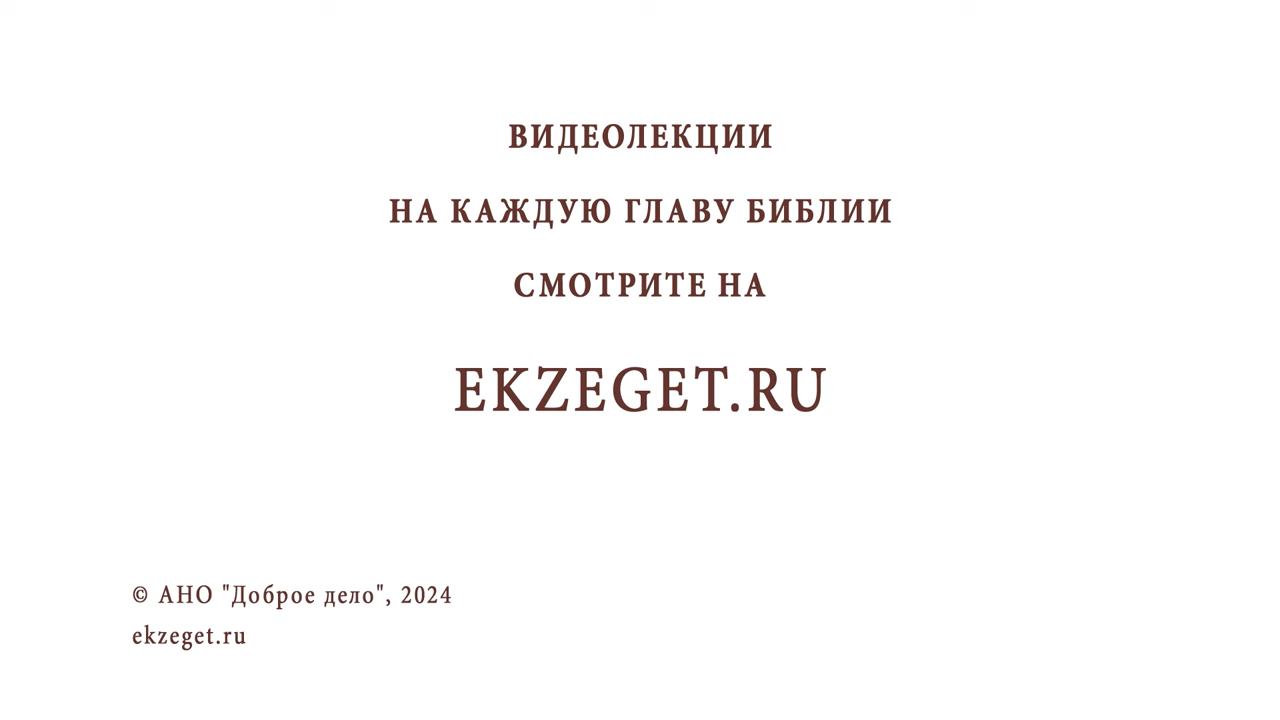 ВИДЕОЛЕКЦИИ
НА КАЖДУЮ ГЛАВУ БИБЛИИ
СМОТРИТЕ НА
EKZEGET.RU
© АНО "Доброе дело", 2024
ekzeget.ru